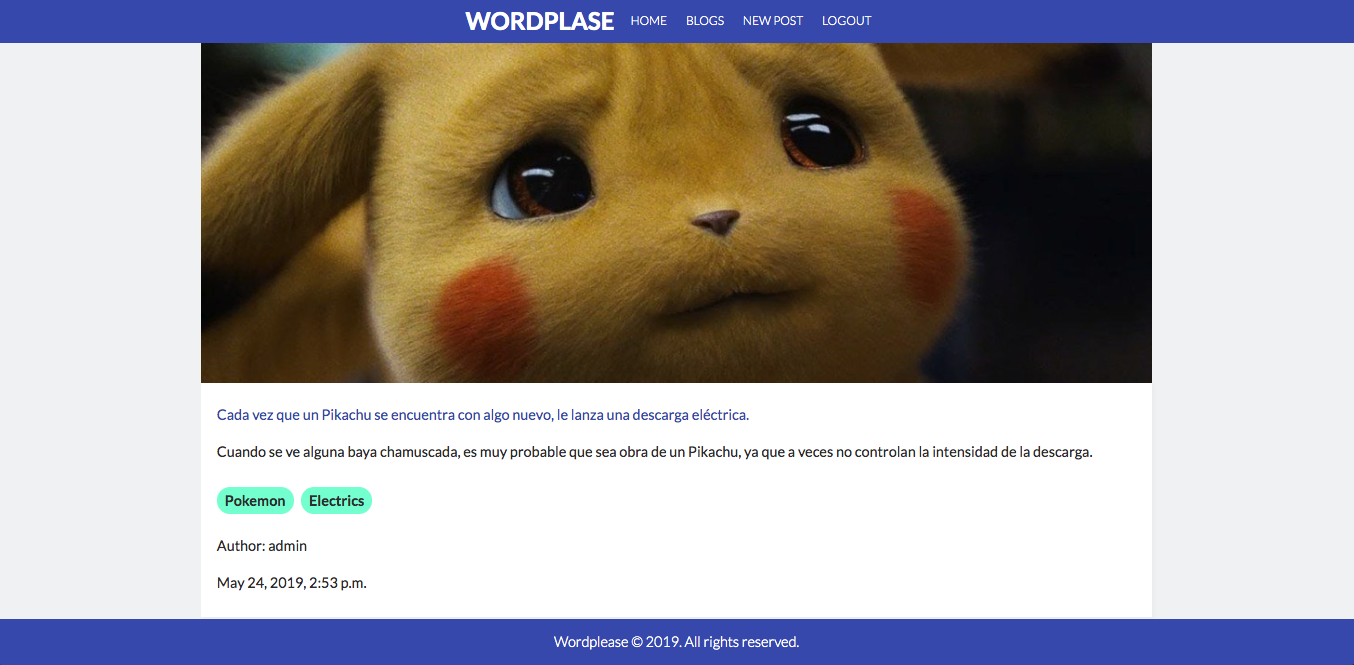 WORDPLASE HOME BLOGS NEW POST LOGOUT
Cada vez que un Pikachu se encuentra con algo nuevo, le lanza una descarga eléctrica.
Cuando se ve alguna baya chamuscada, es muy probable que sea obra de un Pikachu, ya que a veces no controlan la intensidad de la descarga.
Pokemon Electrics
Author: admin
May 24, 2019, 2:53 p.m.
Wordplease © 2019. All rights reserved.